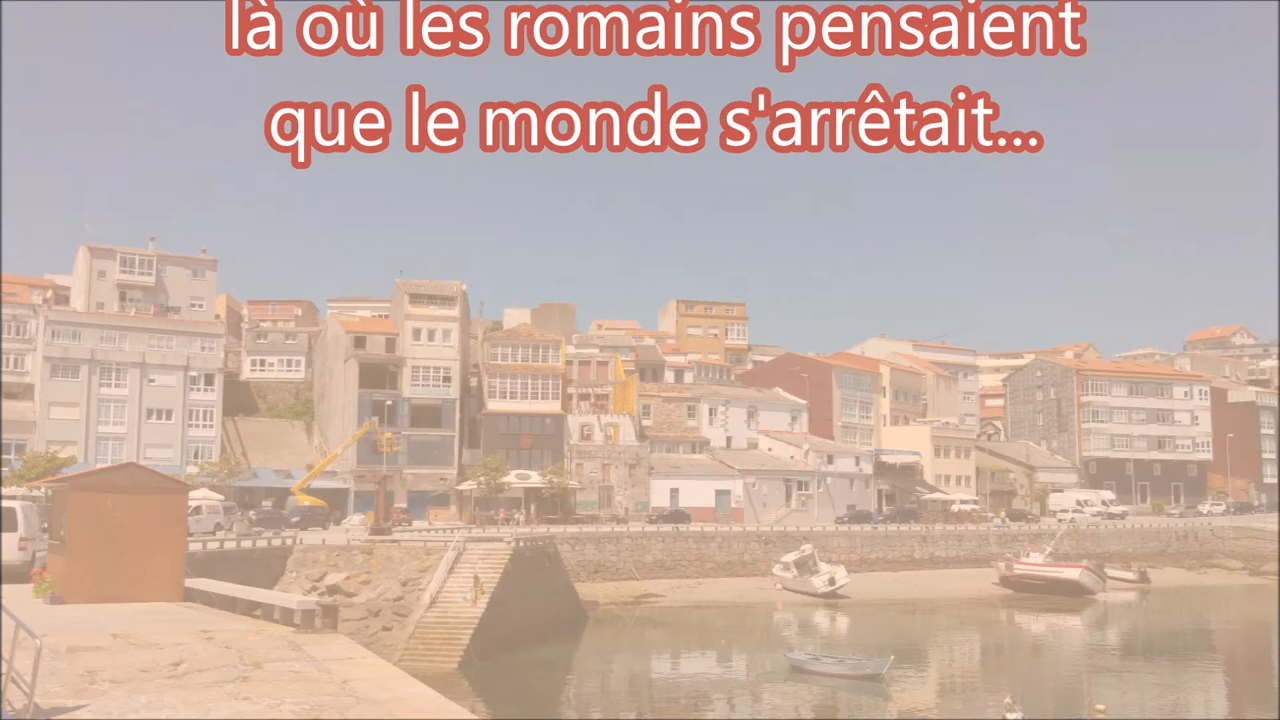 là où les romains pensaient
que le monde s'arrêtait...